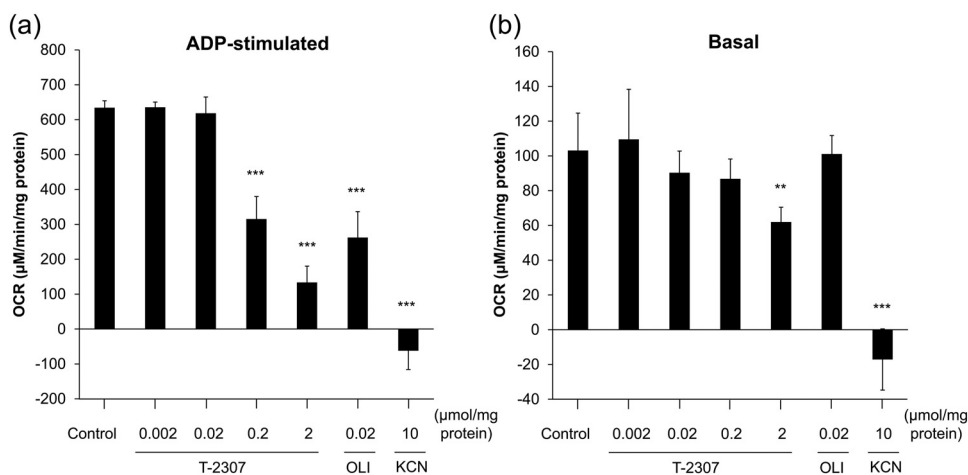 (a)
ADP-stimulated
OCR (µM/min/mg protein)
800
700
600
500
400
300
200
100
0
-100
-200
***
***
***
***
Control 0.002 0.02 0.2 2 0.02 10 (µmol/mg
protein)
T-2307 OLI KCN
(b)
Basal
OCR (µM/min/mg protein)
160
140
120
100
80
60
40
20
0
-20
-40
**
***
Control 0.002 0.02 0.2 2 0.02 10 (µmol/mg
protein)
T-2307 OLI KCN